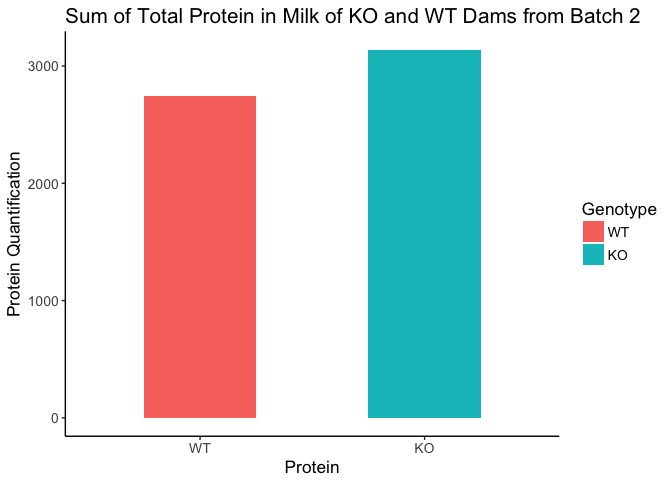 Sum of Total Protein in Milk of KO and WT Dams from Batch 2
3000
2000
1000
0
Protein Quantification
WT
KO
Protein
Genotype
WT
KO